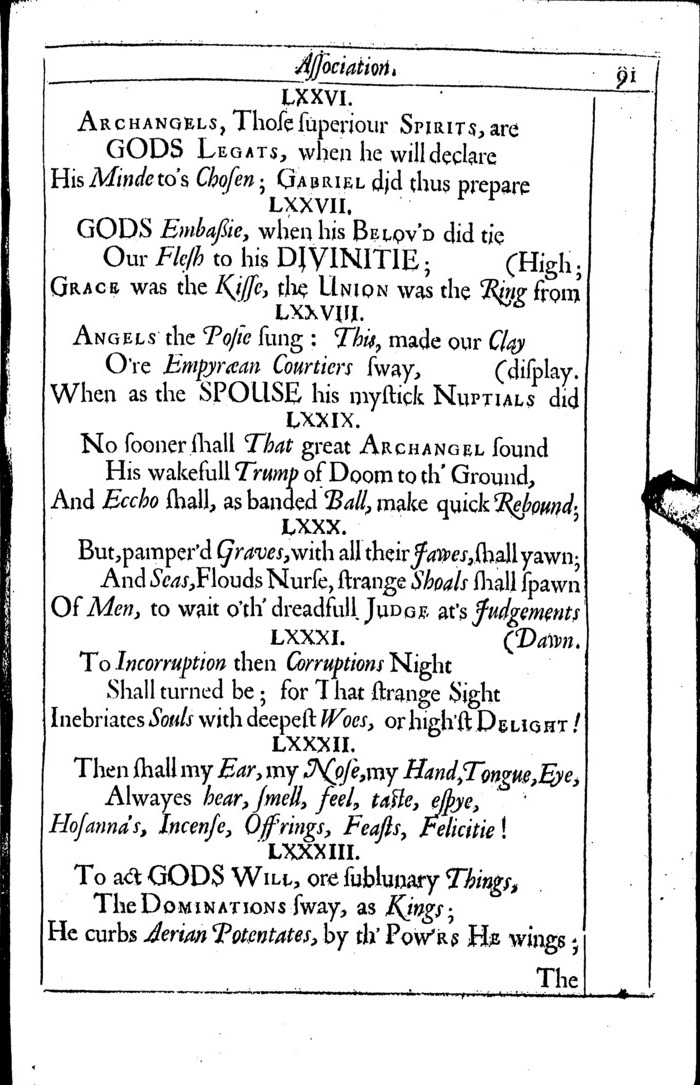 Aſſociation. 91
LXXVI.
ARCHANGELS, Thoſe ſuperiour SPIRITS, are
GODS LEGATS, when he will declare
His Minde to's Choſen; GABRIEL did thus prepare
LXXVII.
GODS Embaſſie, when his BELOV'D did tie
Our Fleſh to his DIVINITIE; (High;
GRACE was the Kiſſe, the UNION was the Ring from
LXXVIII.
ANGELS the Poſie ſung: This, made our Clay
O're Empyræan Courtiers ſway, (diſplay.
When as the SPOUSE his myſtick NUPTIALS did
LXXIX.
No ſooner ſhall That great ARCHANGEL ſound
His wakefull Trump of Doom to th' Ground,
And Eccho ſhall, as banded Ball, make quick Rebound;
LXXX.
But, pamper'd Graves, with all their Jawes, ſhall yawn;
And Seas, Flouds Nurſe, ſtrange Shoals ſhall ſpawn
Of Men, to wait o'th' dreadfull JUDGE at's Judgements
LXXXI. (Dawn.
To Incorruption then Corruptions Night
Shall turned be; for That ſtrange Sight
Inebriates Souls with deepeſt Woes, or high'ſt DELIGHT!
LXXXII.
Then ſhall my Ear, my Noſe, my Hand, Tongue, Eye,
Alwayes hear, ſmell, feel, taſte, eſpye,
Hoſanna's, Incenſe, Offrings, Feaſts, Felicitie!
LXXXIII.
To act GODS WILL, ore ſublunary Things,
The DOMINATIONS ſway, as Kings;
He curbs Aerian Potentates, by th' POW'RS HE wings;
The